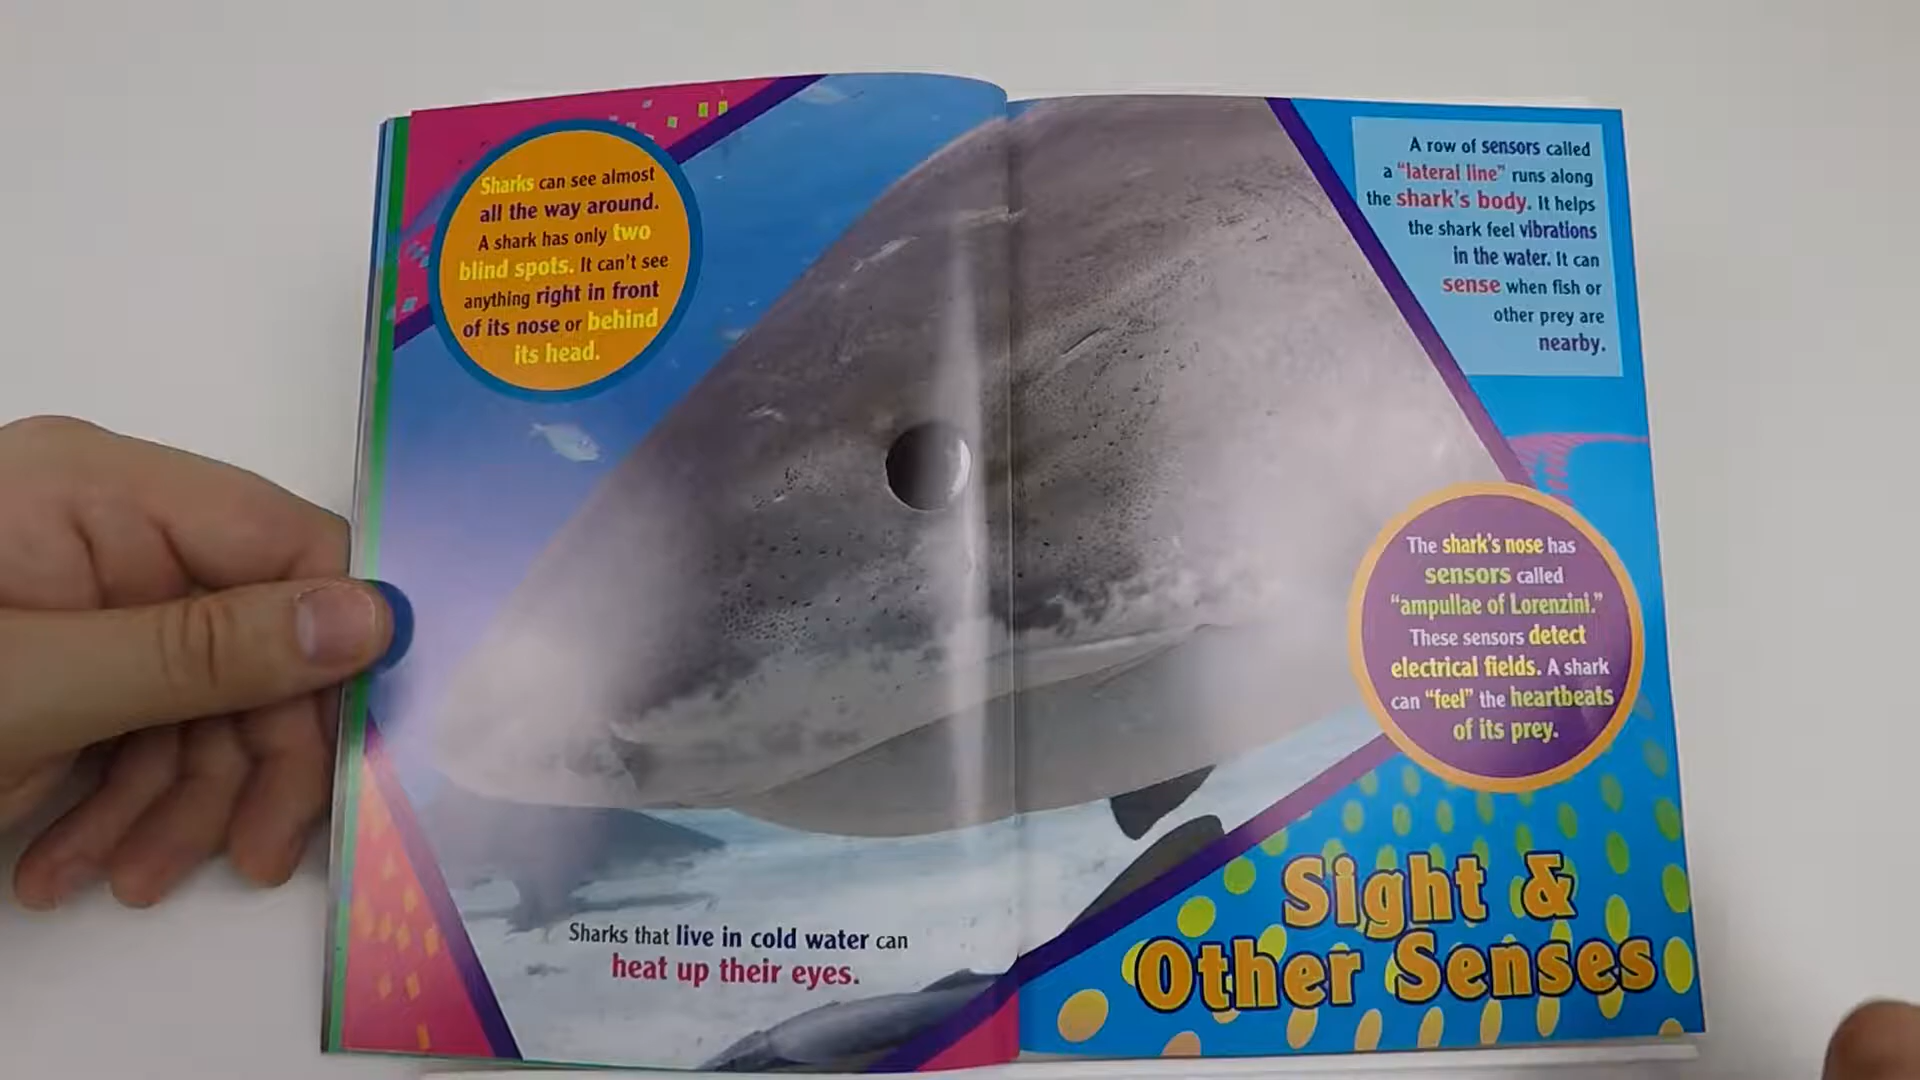 Sharks can see almost
all the way around.
A shark has only two
blind spots. It can't see
anything right in front
of its nose or behind
its head.
Sharks that live in cold water can
heat up their eyes.
A row of sensors called
a "lateral line" runs along
the shark's body. It helps
the shark feel vibrations
in the water. It can
sense when fish or
other prey are
nearby.
The shark's nose has
sensors called
"ampullae of Lorenzini."
These sensors detect
electrical fields. A shark
can "feel" the heartbeats
of its prey.
Sight &
Other Senses